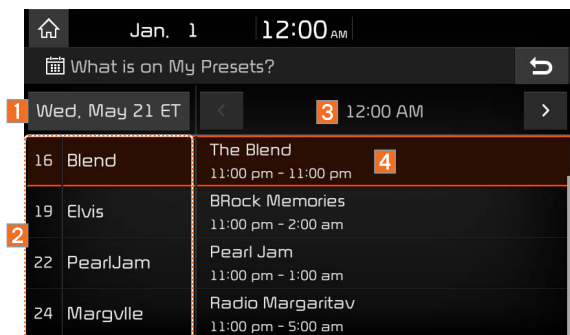 Jan. 1 12:00 AM
What is on My Presets?
1 Wed, May 21 ET < 3 12:00 AM >
2
16 Blend
The Blend
11:00 pm - 11:00 pm
4
19 Elvis
BRock Memories
11:00 pm - 2:00 am
22 PearlJam
Pearl Jam
11:00 pm - 1:00 am
24 Margvlle
Radio Margaritav
11:00 pm - 5:00 am